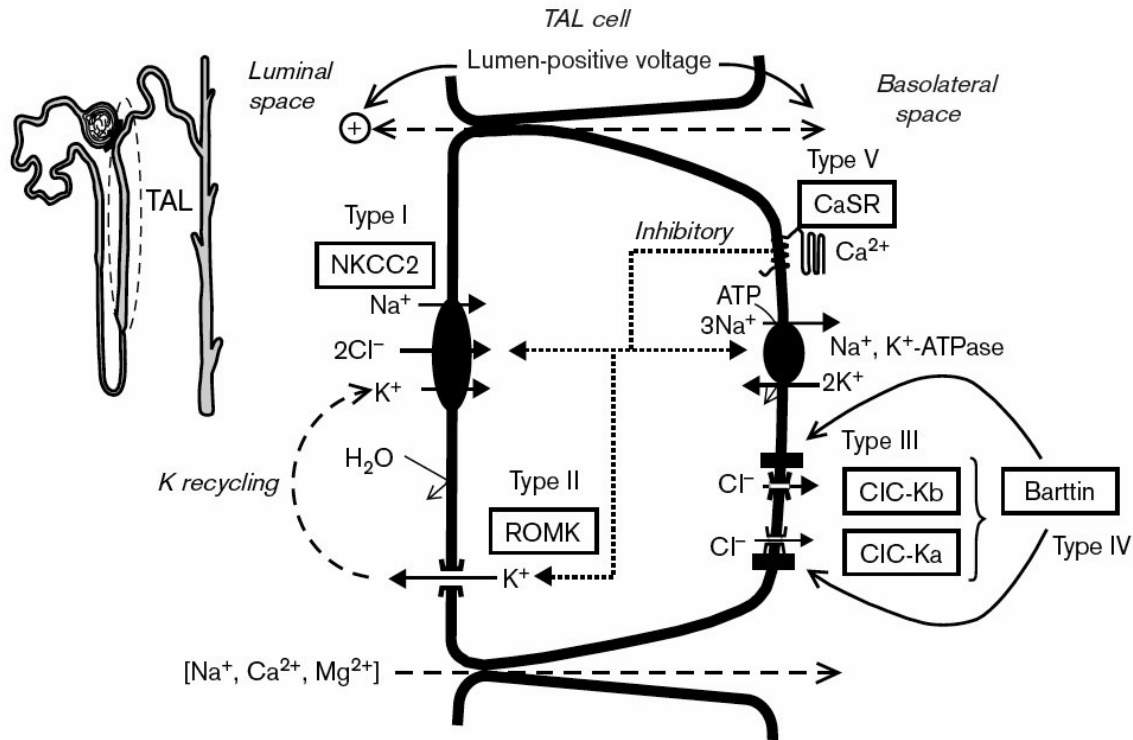 TAL cell
Lumen-positive voltage
Luminal
space
Basolateral
space
+
TAL
Type V
CaSR
Ca²⁺
Type I
NKCC2
Inhibitory
Na⁺
2Cl⁻
K⁺
ATP
3Na⁺
Na⁺, K⁺-ATPase
2K⁺
H₂O
K recycling
Type II
ROMK
K⁺
Type III
Cl⁻
ClC-Kb
Cl⁻
ClC-Ka
Barttin
Type IV
[Na⁺, Ca²⁺, Mg²⁺]